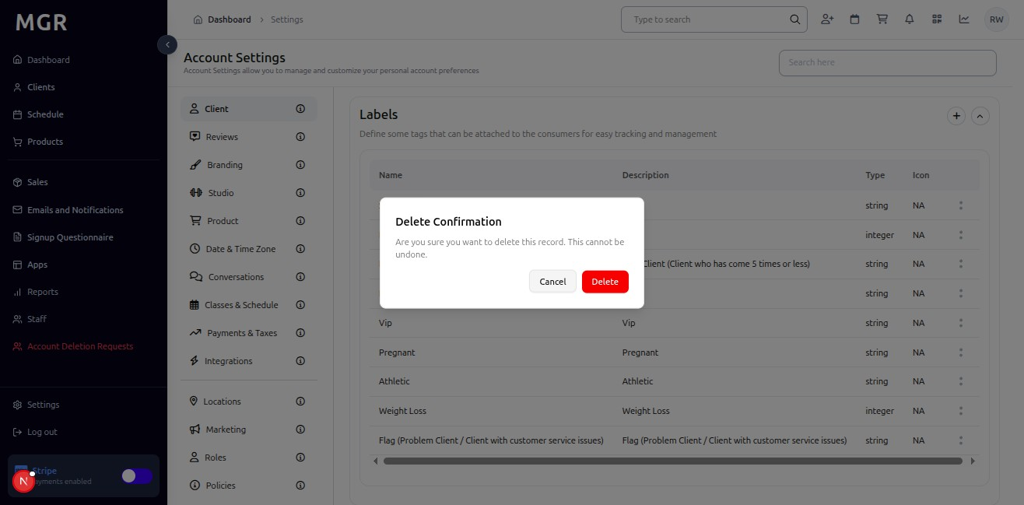 MGR
Dashboard
Clients
Schedule
Products
Sales
Emails and Notifications
Signup Questionnaire
Apps
Reports
Staff
Account Deletion Requests
Settings
Log out
Stripe
ayments enabled
N
Dashboard > Settings
Type to search
RW
Account Settings
Account Settings allow you to manage and customize your personal account preferences
Search here
Client
Reviews
Branding
Studio
Product
Date & Time Zone
Conversations
Classes & Schedule
Payments & Taxes
Integrations
Locations
Marketing
Roles
Policies
Labels
Define some tags that can be attached to the consumers for easy tracking and management
Name Description Type Icon
string NA
integer NA
Client (Client who has come 5 times or less) string NA
string NA
Vip Vip string NA
Pregnant Pregnant string NA
Athletic Athletic string NA
Weight Loss Weight Loss integer NA
Flag (Problem Client / Client with customer service issues) Flag (Problem Client / Client with customer service issues) string NA
Delete Confirmation
Are you sure you want to delete this record. This cannot be
undone.
Cancel Delete